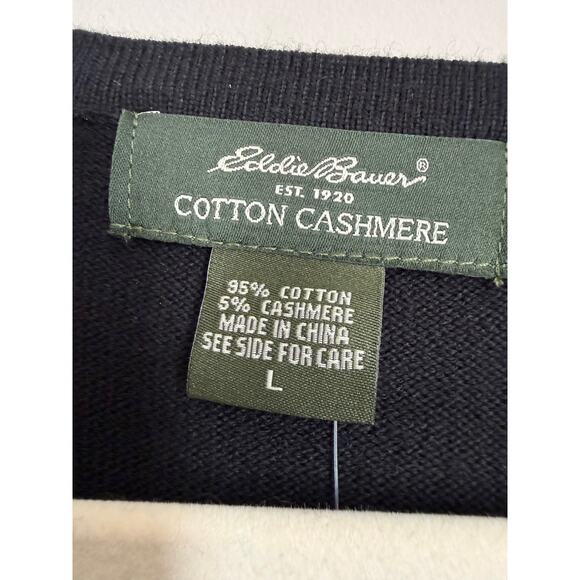 Eddie Bauer®
EST. 1920
COTTON CASHMERE
95% COTTON
5% CASHMERE
MADE IN CHINA
SEE SIDE FOR CARE
L